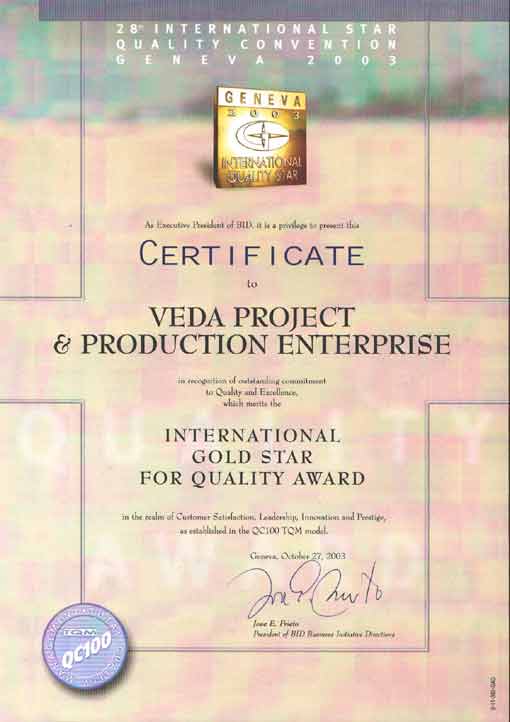 28th INTERNATIONAL STAR
QUALITY CONVENTION
GENEVA 2003
GENEVA
2003
INTERNATIONAL
QUALITY STAR
As Executive President of BID, it is a privilege to present this
CERTIFICATE
to
VEDA PROJECT
& PRODUCTION ENTERPRISE
in recognition of outstanding commitment
to Quality and Excellence,
which merits the
INTERNATIONAL
GOLD STAR
FOR QUALITY AWARD
in the realm of Customer Satisfaction, Leadership, Innovation and Prestige,
as established in the QC100 TQM model.
Geneva, October 27, 2003
Jose E. Prieto
President of BID Business Initiative Directions
TQM
QC100
QUALITY
AWARD